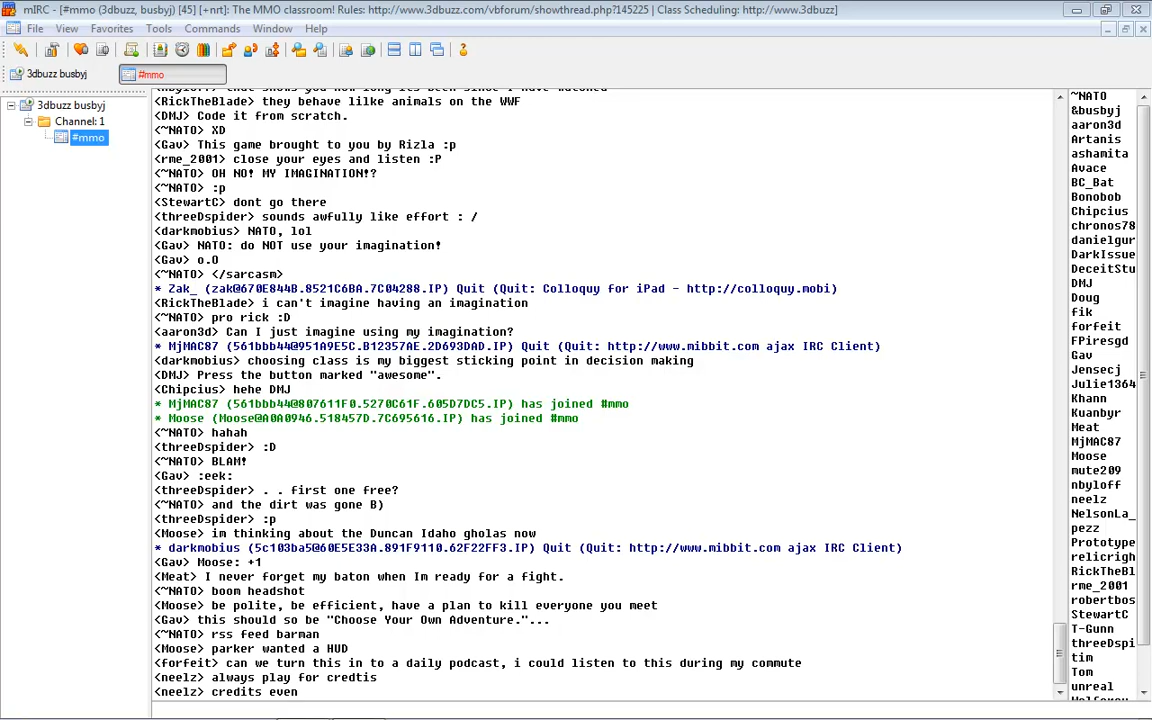 mIRC - [#mmo (3dbuzz, busbyj) [45] [+nrt]: The MMO classroom! Rules: http://www.3dbuzz.com/vbforum/showthread.php?145225 | Class Scheduling: http://www.3dbuzz]
File View Favorites Tools Commands Window Help
3dbuzz busbyj #mmo
3dbuzz busbyj
Channel: 1
#mmo
<RickTheBlade> they behave lilke animals on the WWF
<DMJ> Code it from scratch.
<~NATO> XD
<Gav> This game brought to you by Rizla :p
<rme_2001> close your eyes and listen :P
<~NATO> OH NO! MY IMAGINATION!?
<~NATO> :p
<StewartC> dont go there
<threeDspider> sounds awfully like effort : /
<darkmobius> NATO, lol
<Gav> NATO: do NOT use your imagination!
<Gav> o.O
<~NATO> </sarcasm>
* Zak_ (zak@670E844B.8521C6BA.7C04288.IP) Quit (Quit: Colloquy for iPad - http://colloquy.mobi)
<RickTheBlade> i can't imagine having an imagination
<~NATO> pro rick :D
<aaron3d> Can I just imagine using my imagination?
* MjMAC87 (561bbb44@951A9E5C.B12357AE.2D693DAD.IP) Quit (Quit: http://www.mibbit.com ajax IRC Client)
<darkmobius> choosing class is my biggest sticking point in decision making
<DMJ> Press the button marked "awesome".
<Chipcius> hehe DMJ
* MjMAC87 (561bbb44@807611F0.5270C61F.605D7DC5.IP) has joined #mmo
* Moose (Moose@A0A0946.518457D.7C695616.IP) has joined #mmo
<~NATO> hahah
<threeDspider> :D
<~NATO> BLAM!
<Gav> :eek:
<threeDspider> . . first one free?
<~NATO> and the dirt was gone B)
<threeDspider> :p
<Moose> im thinking about the Duncan Idaho gholas now
* darkmobius (5c103ba5@60E5E33A.891F9110.62F22FF3.IP) Quit (Quit: http://www.mibbit.com ajax IRC Client)
<Gav> Moose: +1
<Meat> I never forget my baton when Im ready for a fight.
<~NATO> boom headshot
<Moose> be polite, be efficient, have a plan to kill everyone you meet
<Gav> this should so be "Choose Your Own Adventure."...
<~NATO> rss feed barman
<Moose> parker wanted a HUD
<forfeit> can we turn this in to a daily podcast, i could listen to this during my commute
<neelz> always play for credtis
<neelz> credits even
~NATO
&busbyj
aaron3d
Artanis
ashamita
Avace
BC_Bat
Bonobob
Chipcius
chronos78
danielgur
DarkIssue
DeceitStu
DMJ
Doug
fik
forfeit
FPiresgd
Gav
Jensecj
Julie1364
Khann
Kuanbyr
Meat
MjMAC87
Moose
mute209
nbyloff
neelz
NelsonLa_
pezz
Prototype
relicrigh
RickTheBl
rme_2001
robertbos
StewartC
T-Gunn
threeDspi
tim
Tom
unreal